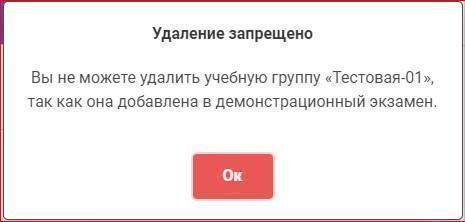 Удаление запрещено
Вы не можете удалить учебную группу «Тестовая-01»,
так как она добавлена в демонстрационный экзамен.
Ок